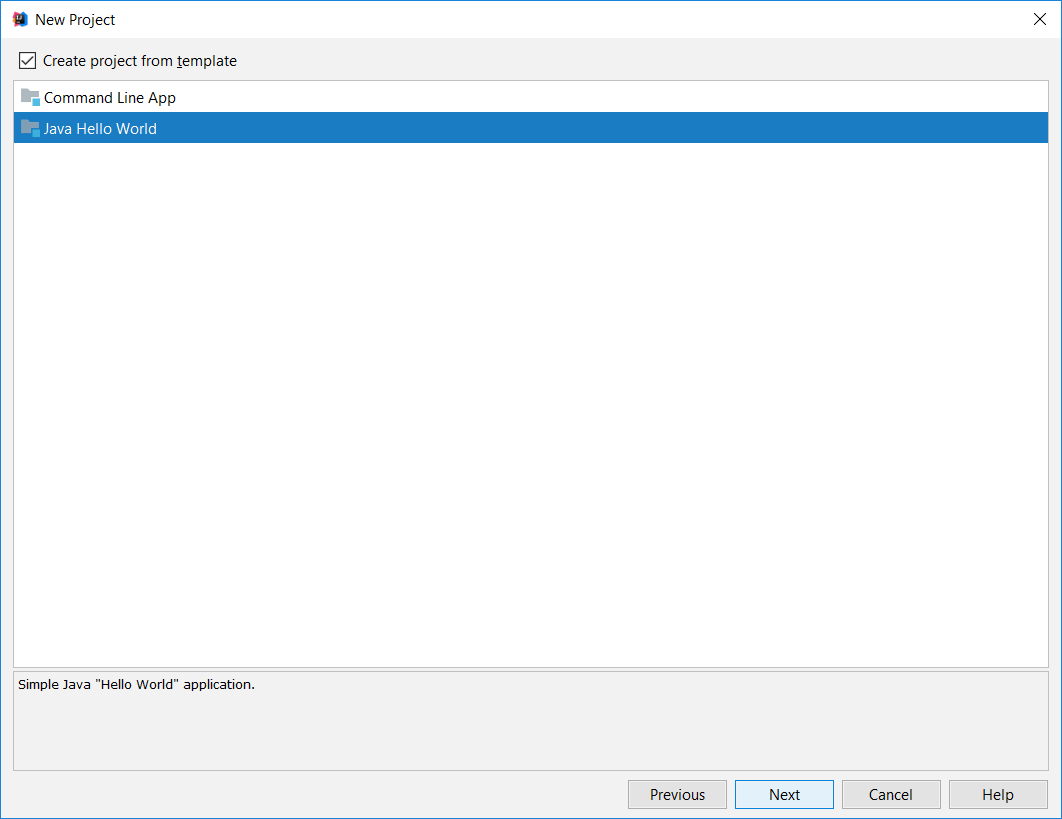 New Project
Create project from template
Command Line App
Java Hello World
Simple Java "Hello World" application.
Previous Next Cancel Help